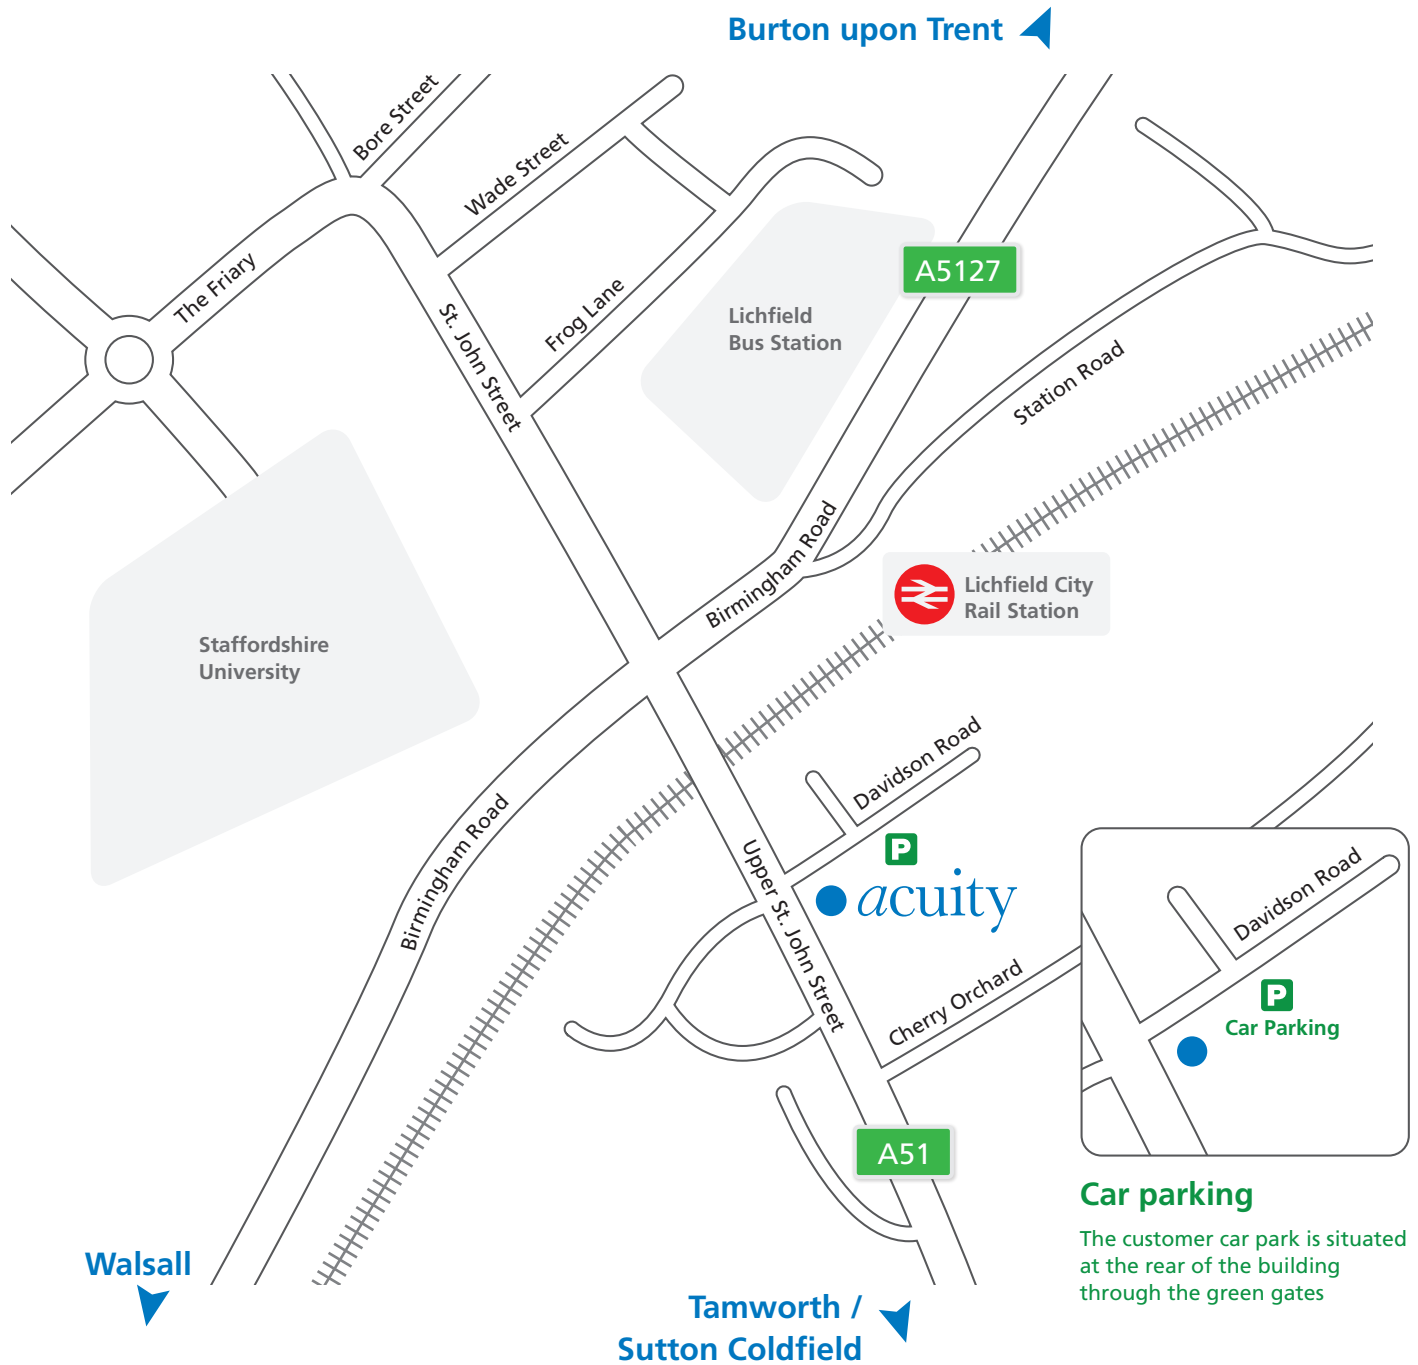 Burton upon Trent
Bore Street
Wade Street
The Friary
A5127
St. John Street
Frog Lane
Lichfield
Bus Station
Station Road
Birmingham Road
Lichfield City
Rail Station
Staffordshire
University
Davidson Road
Birmingham Road
P
Upper St. John Street
acuity
Davidson Road
Cherry Orchard
P
Car Parking
A51
Car parking
The customer car park is situated
at the rear of the building
through the green gates
Walsall
Tamworth /
Sutton Coldfield